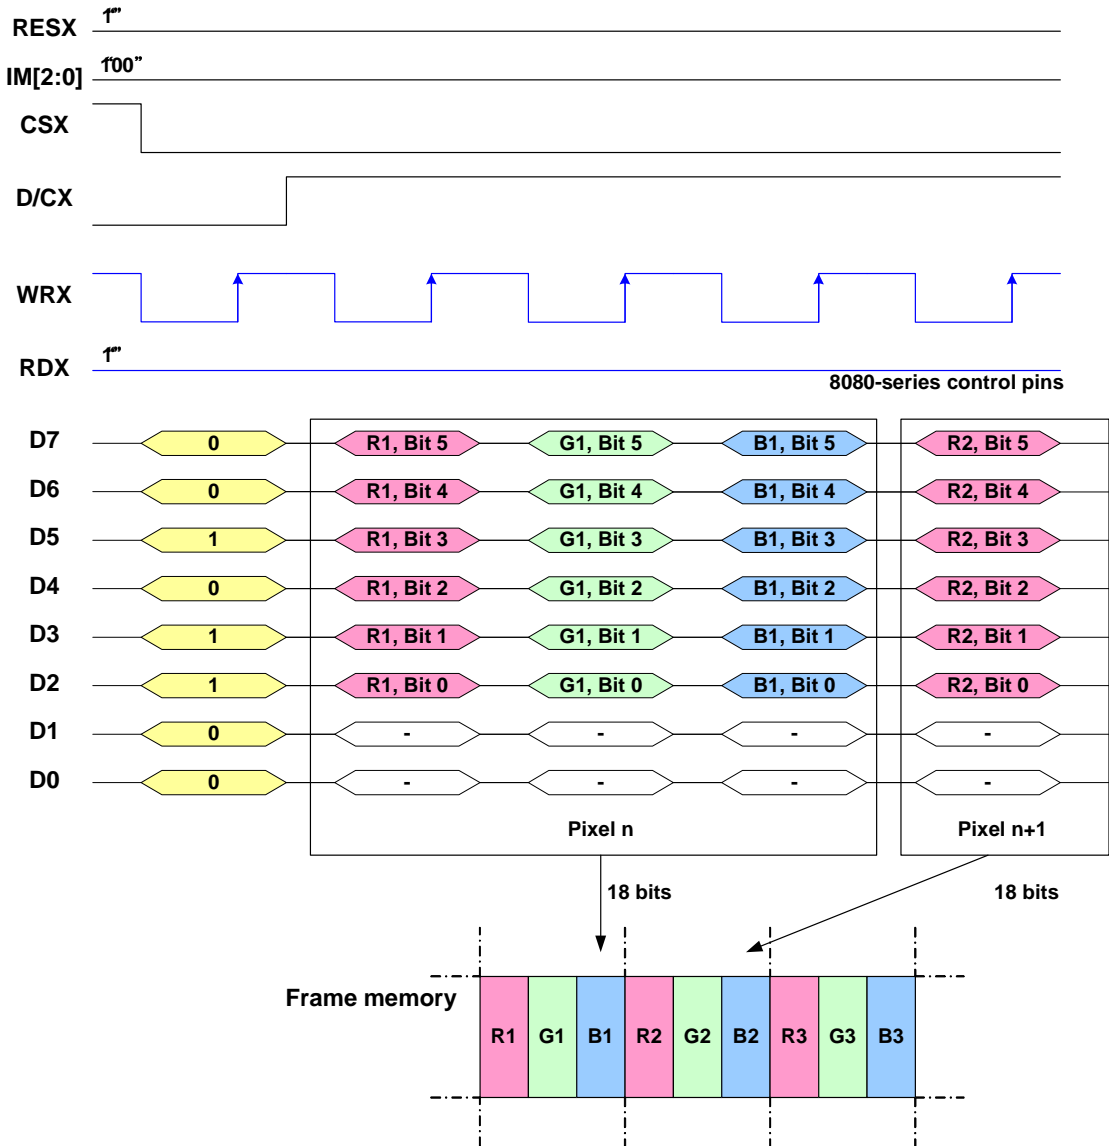 RESX 1""
IM[2:0] 1"00"
CSX
D/CX
WRX
RDX 1""
8080-series control pins
D7 0 R1, Bit 5 G1, Bit 5 B1, Bit 5 R2, Bit 5
D6 0 R1, Bit 4 G1, Bit 4 B1, Bit 4 R2, Bit 4
D5 1 R1, Bit 3 G1, Bit 3 B1, Bit 3 R2, Bit 3
D4 0 R1, Bit 2 G1, Bit 2 B1, Bit 2 R2, Bit 2
D3 1 R1, Bit 1 G1, Bit 1 B1, Bit 1 R2, Bit 1
D2 1 R1, Bit 0 G1, Bit 0 B1, Bit 0 R2, Bit 0
D1 0 - - - -
D0 0 - - - -
Pixel n Pixel n+1
18 bits 18 bits
Frame memory
R1 G1 B1 R2 G2 B2 R3 G3 B3